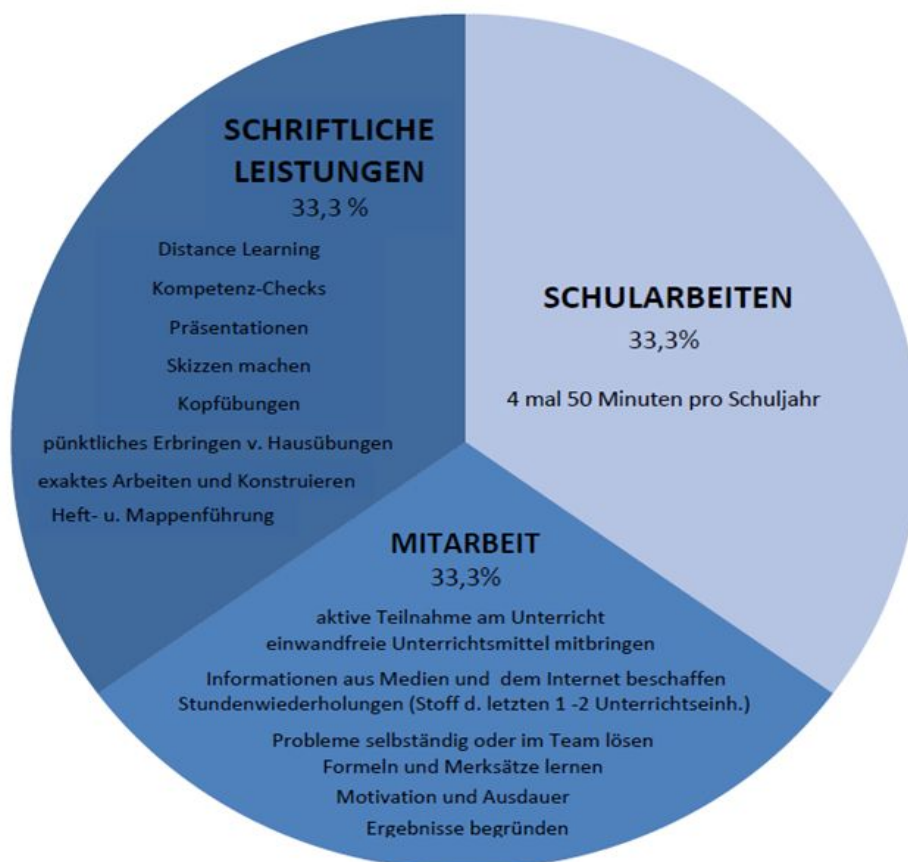 SCHRIFTLICHE
LEISTUNGEN
33,3 %
Distance Learning
Kompetenz-Checks
Präsentationen
Skizzen machen
Kopfübungen
pünktliches Erbringen v. Hausübungen
exaktes Arbeiten und Konstruieren
Heft- u. Mappenführung
SCHULARBEITEN
33,3%
4 mal 50 Minuten pro Schuljahr
MITARBEIT
33,3%
aktive Teilnahme am Unterricht
einwandfreie Unterrichtsmittel mitbringen
Informationen aus Medien und dem Internet beschaffen
Stundenwiederholungen (Stoff d. letzten 1 -2 Unterrichtseinh.)
Probleme selbständig oder im Team lösen
Formeln und Merksätze lernen
Motivation und Ausdauer
Ergebnisse begründen